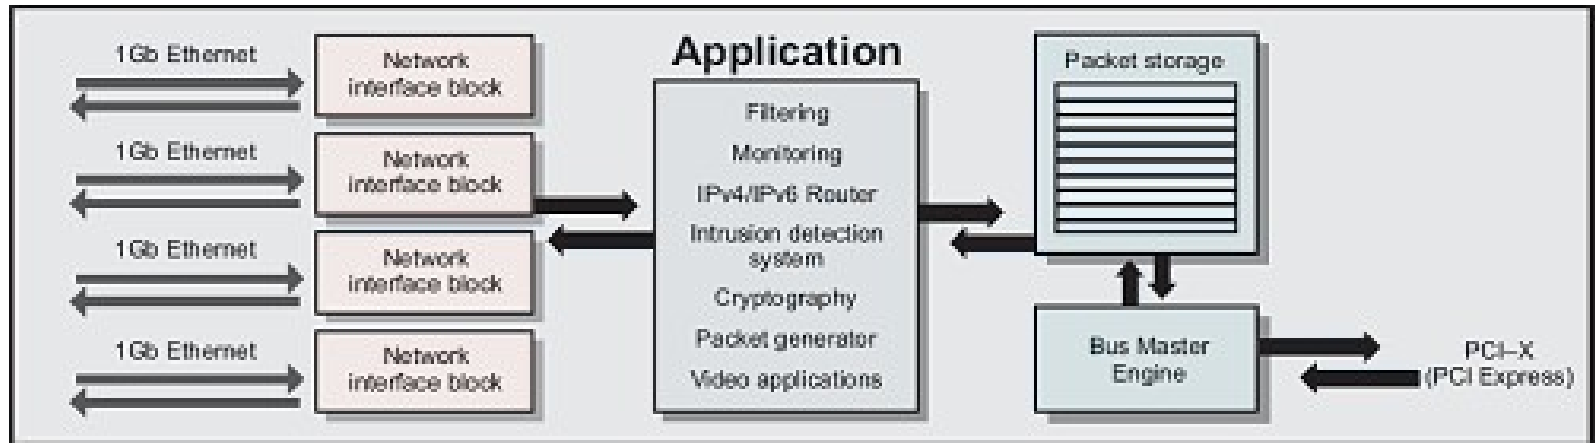 1Gb Ethernet
Network
interface block
1Gb Ethernet
Network
interface block
1Gb Ethernet
Network
interface block
1Gb Ethernet
Network
interface block
Application
Filtering
Monitoring
IPv4/IPv6 Router
Intrusion detection
system
Cryptography
Packet generator
Video applications
Packet storage
Bus Master
Engine
PCI–X
(PCI Express)